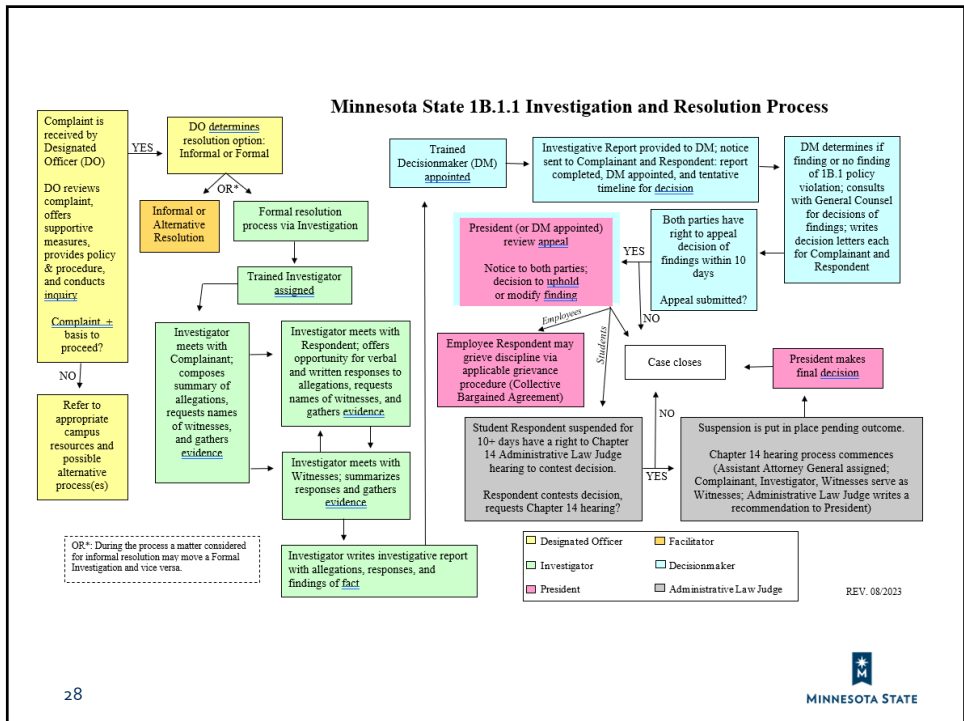 Minnesota State 1B.1.1 Investigation and Resolution Process
Complaint is
received by
Designated
Officer (DO)
DO reviews
complaint,
offers
supportive
measures,
provides policy
& procedure,
and conducts
inquiry
Complaint +
basis to
proceed?
YES
NO
Refer to
appropriate
campus
resources and
possible
alternative
process(es)
DO determines
resolution option:
Informal or Formal
OR*
Informal or
Alternative
Resolution
Formal resolution
process via Investigation
Trained Investigator
assigned
Investigator
meets with
Complainant;
composes
summary of
allegations,
requests names
of witnesses,
and gathers
evidence
Investigator meets with
Respondent; offers
opportunity for verbal
and written responses to
allegations, requests
names of witnesses, and
gathers evidence
Investigator meets with
Witnesses; summarizes
responses and gathers
evidence
Investigator writes investigative report
with allegations, responses, and
findings of fact
OR*: During the process a matter considered
for informal resolution may move a Formal
Investigation and vice versa.
Trained
Decisionmaker (DM)
appointed
Investigative Report provided to DM; notice
sent to Complainant and Respondent: report
completed, DM appointed, and tentative
timeline for decision
DM determines if
finding or no finding
of 1B.1 policy
violation; consults
with General Counsel
for decisions of
findings; writes
decision letters each
for Complainant and
Respondent
Both parties have
right to appeal
decision of
findings within 10
days
Appeal submitted?
YES
NO
President (or DM appointed)
review appeal
Notice to both parties;
decision to uphold
or modify finding
Employees
Students
Employee Respondent may
grieve discipline via
applicable grievance
procedure (Collective
Bargained Agreement)
Case closes
President makes
final decision
Student Respondent suspended for
10+ days have a right to Chapter
14 Administrative Law Judge
hearing to contest decision.
Respondent contests decision,
requests Chapter 14 hearing?
NO
YES
Suspension is put in place pending outcome.
Chapter 14 hearing process commences
(Assistant Attorney General assigned;
Complainant, Investigator, Witnesses serve as
Witnesses; Administrative Law Judge writes a
recommendation to President)
Designated Officer
Facilitator
Investigator
Decisionmaker
President
Administrative Law Judge
REV. 08/2023
28
M
MINNESOTA STATE